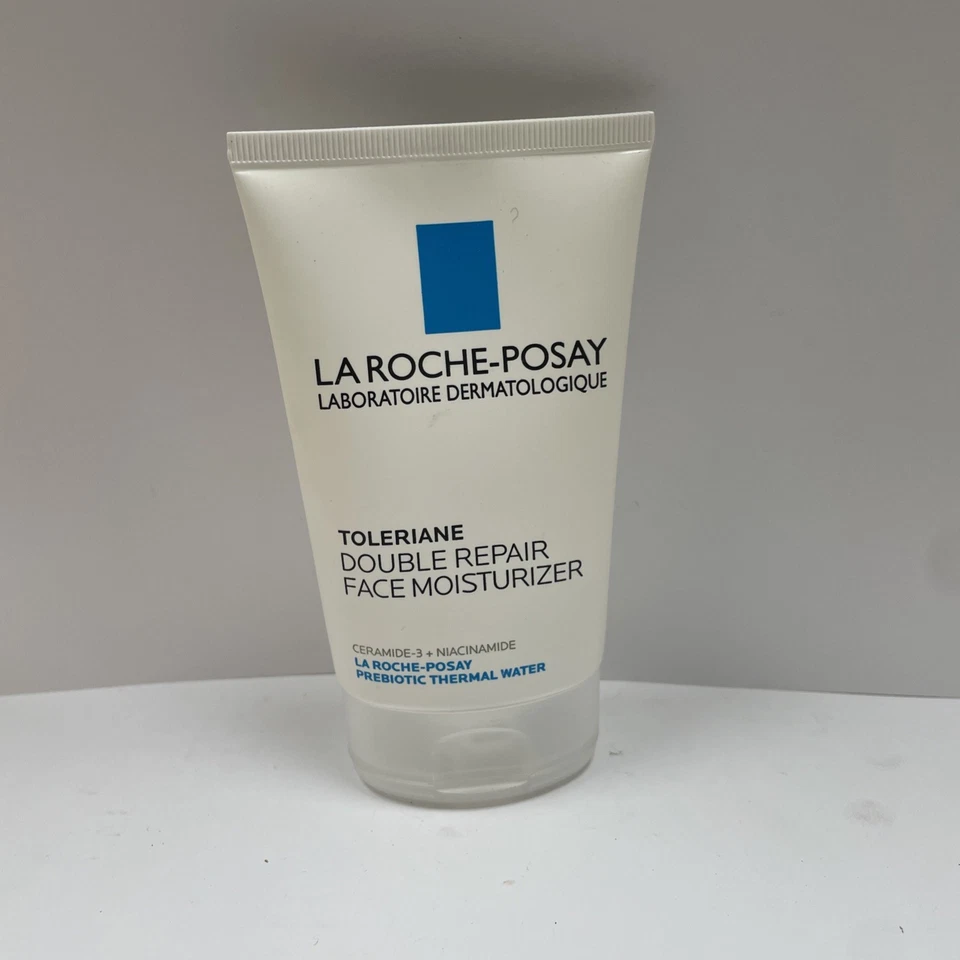 LA ROCHE-POSAY
LABORATOIRE DERMATOLOGIQUE
TOLERIANE
DOUBLE REPAIR
FACE MOISTURIZER
CERAMIDE-3 + NIACINAMIDE
LA ROCHE-POSAY
PREBIOTIC THERMAL WATER